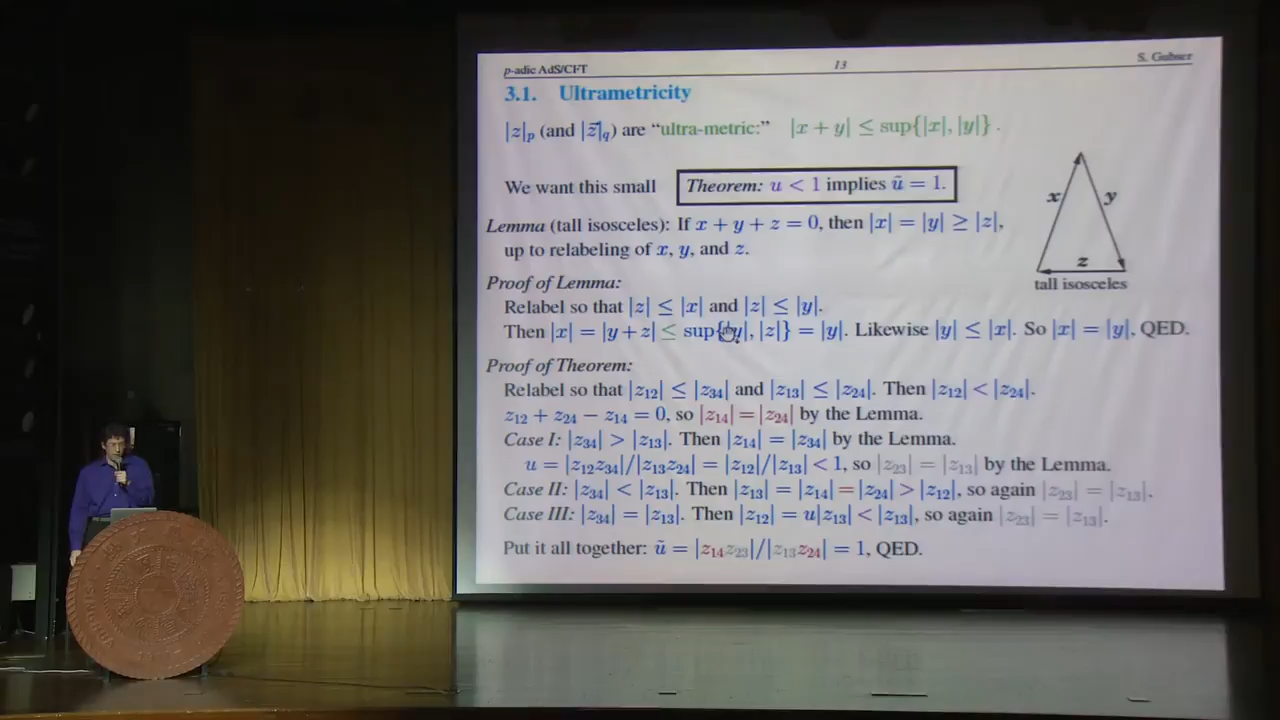 p-adic AdS/CFT
13
S. Gubser
3.1. Ultrametricity
|z|ₚ (and |z⃗|_q) are “ultra-metric:” |x + y| ≤ sup{|x|, |y|} .
We want this small
Theorem: u < 1 implies ũ = 1.
Lemma (tall isosceles): If x + y + z = 0, then |x| = |y| ≥ |z|,
up to relabeling of x, y, and z.
x
y
z
tall isosceles
Proof of Lemma:
Relabel so that |z| ≤ |x| and |z| ≤ |y|.
Then |x| = |y + z| ≤ sup{|y|, |z|} = |y|. Likewise |y| ≤ |x|. So |x| = |y|, QED.
Proof of Theorem:
Relabel so that |z₁₂| ≤ |z₃₄| and |z₁₃| ≤ |z₂₄|. Then |z₁₂| < |z₂₄|.
z₁₂ + z₂₄ − z₁₄ = 0, so |z₁₄| = |z₂₄| by the Lemma.
Case I: |z₃₄| > |z₁₃|. Then |z₁₄| = |z₃₄| by the Lemma.
u = |z₁₂z₃₄|/|z₁₃z₂₄| = |z₁₂|/|z₁₃| < 1, so |z₂₃| = |z₁₃| by the Lemma.
Case II: |z₃₄| < |z₁₃|. Then |z₁₃| = |z₁₄| = |z₂₄| > |z₁₂|, so again |z₂₃| = |z₁₃|.
Case III: |z₃₄| = |z₁₃|. Then |z₁₂| = u|z₁₃| < |z₁₃|, so again |z₂₃| = |z₁₃|.
Put it all together: ũ = |z₁₄z₂₃|/|z₁₃z₂₄| = 1, QED.